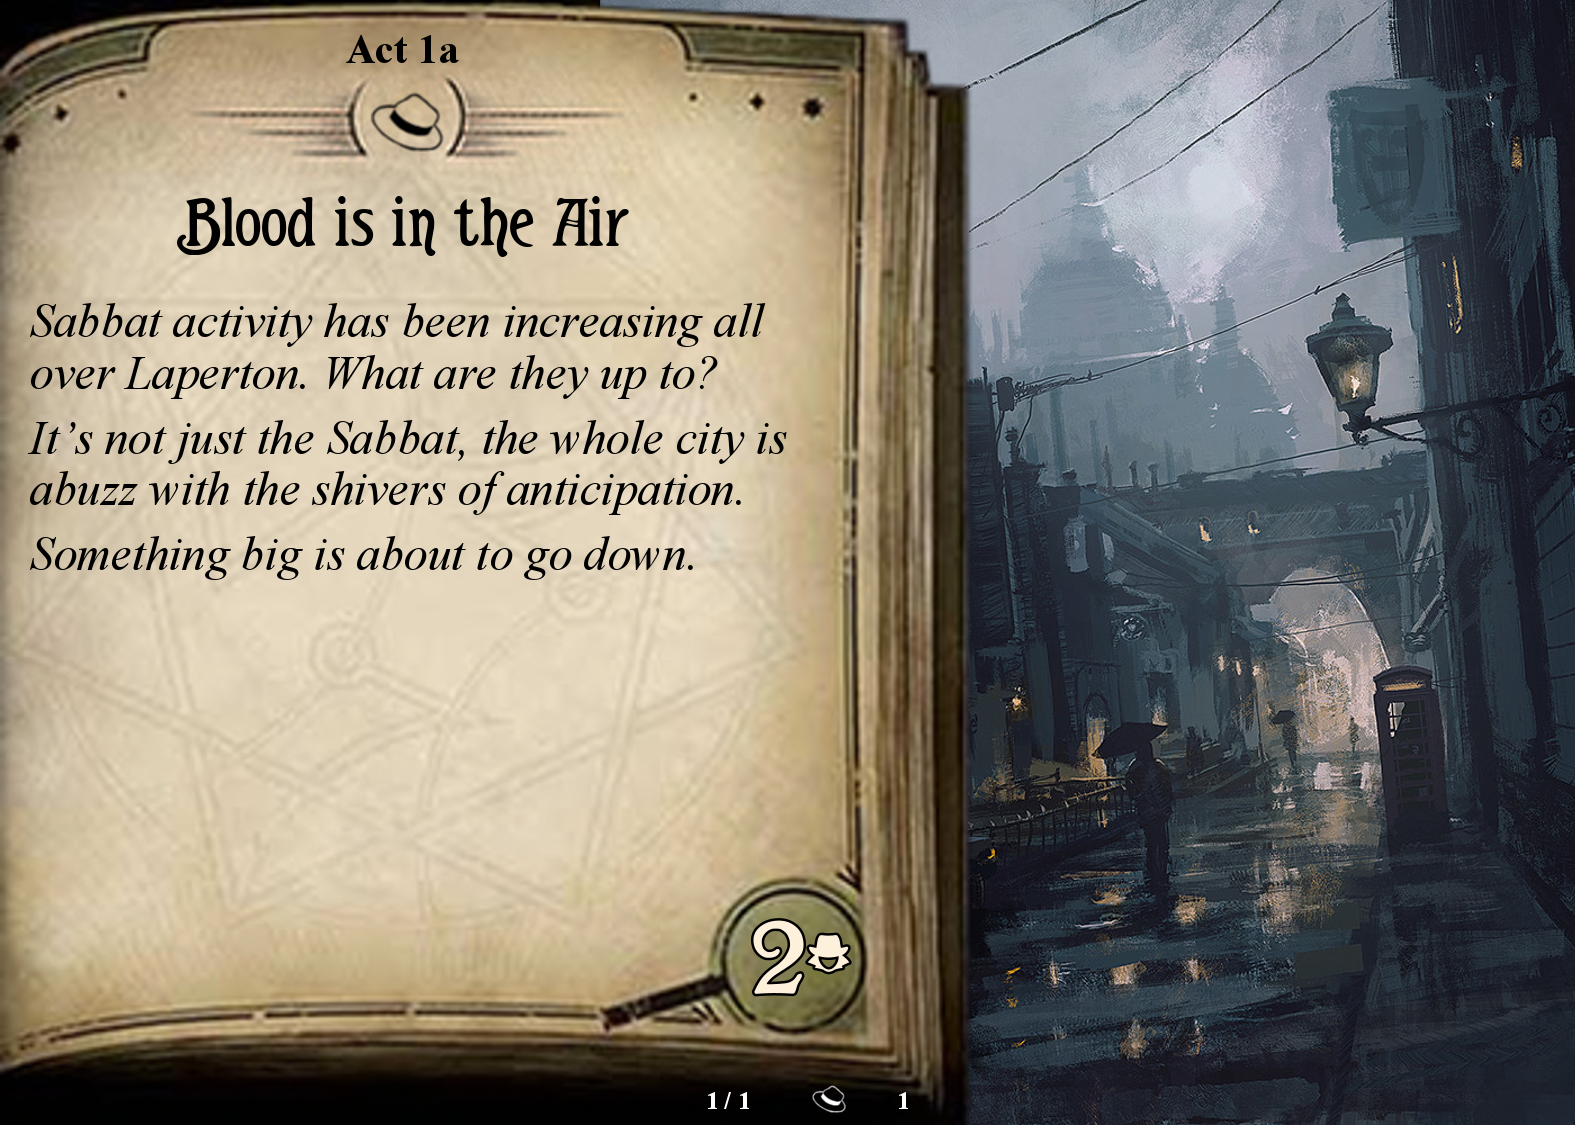 Act 1a
Blood is in the Air
Sabbat activity has been increasing all
over Laperton. What are they up to?
It's not just the Sabbat, the whole city is
abuzz with the shivers of anticipation.
Something big is about to go down.
2
1 / 1 1